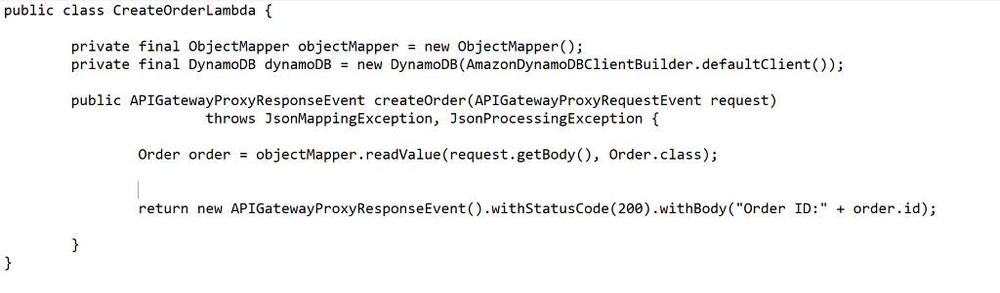 public class CreateOrderLambda {
private final ObjectMapper objectMapper = new ObjectMapper();
private final DynamoDB dynamoDB = new DynamoDB(AmazonDynamoDBClientBuilder.defaultClient());
public APIGatewayProxyResponseEvent createOrder(APIGatewayProxyRequestEvent request)
throws JsonMappingException, JsonProcessingException {
Order order = objectMapper.readValue(request.getBody(), Order.class);
return new APIGatewayProxyResponseEvent().withStatusCode(200).withBody("Order ID:" + order.id);
}
}